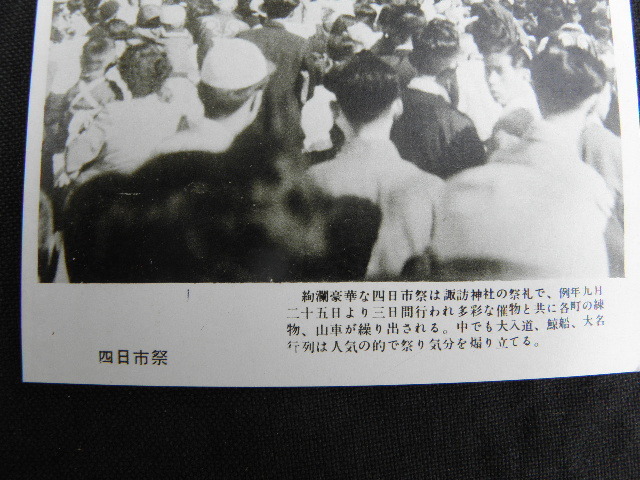 絢爛豪華な四日市祭は諏訪神社の祭礼で、例年九月
二十五日より三日間行われ多彩な催物と共に各町の練
物、山車が繰り出される。中でも大入道、鯨船、大名
行列は人気の的で祭り気分を煽り立てる。
四日市祭